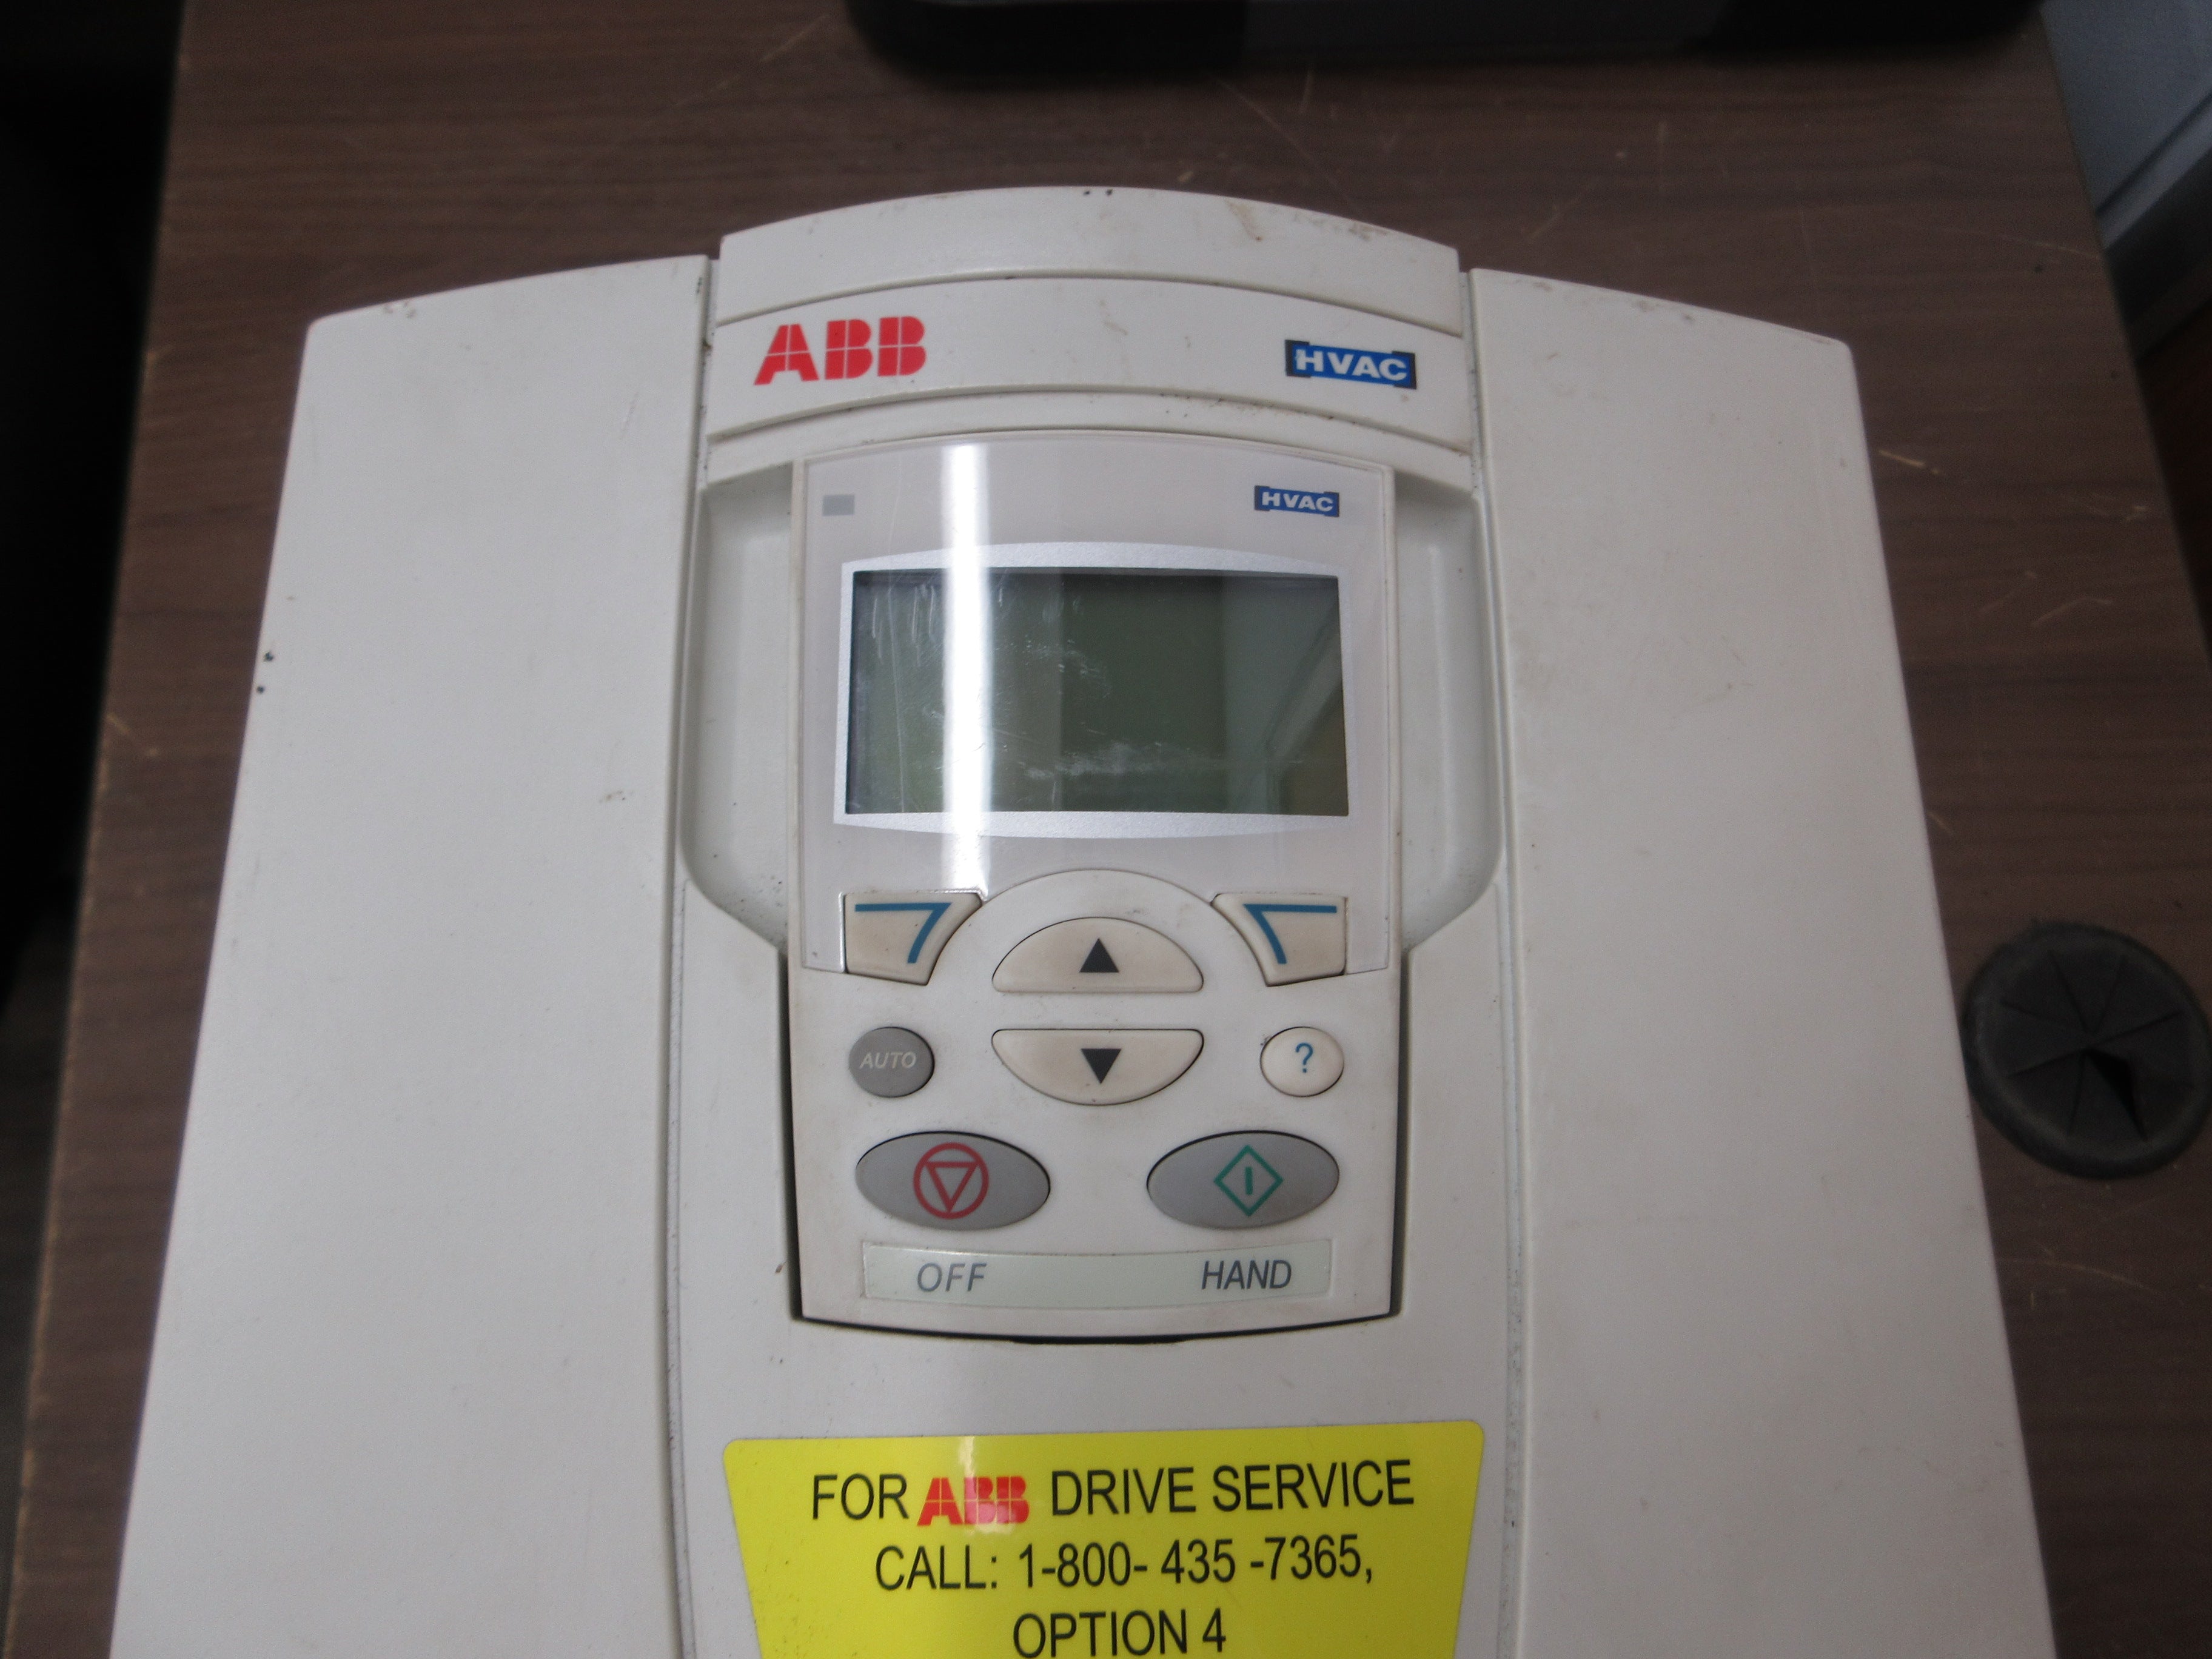 ABB HVAC
HVAC
AUTO ?
OFF HAND
FOR ABB DRIVE SERVICE
CALL: 1-800- 435 -7365,
OPTION 4